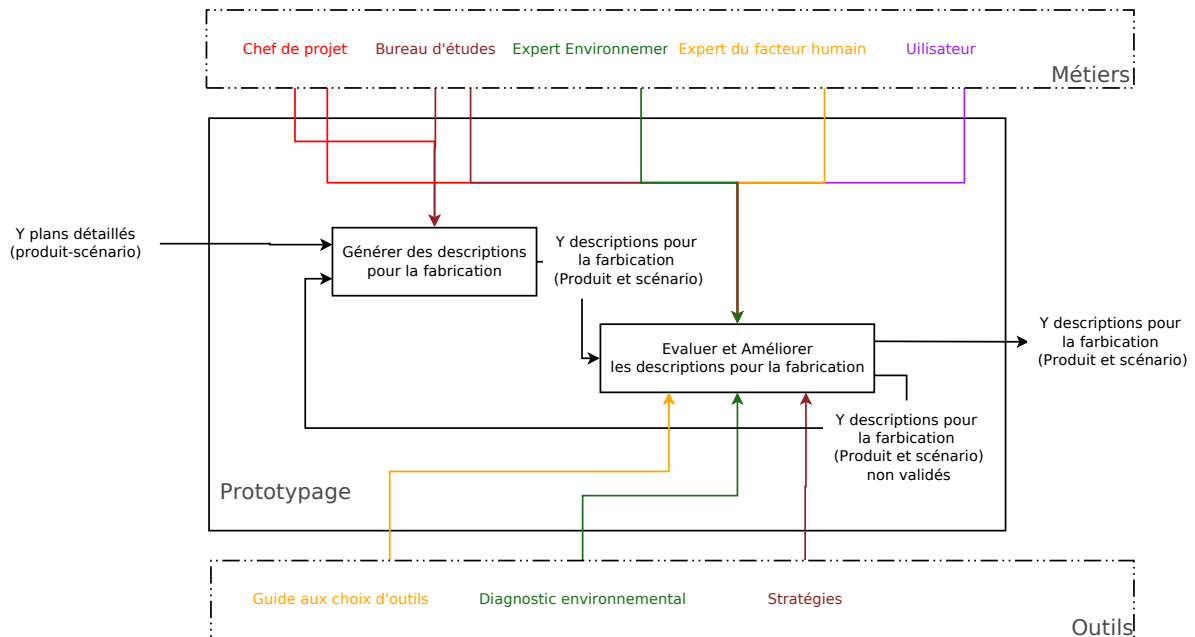 Chef de projet
Bureau d'études
Expert Environnemer
Expert du facteur humain
Uilisateur
Métiers
Y plans détaillés
(produit-scénario)
Générer des descriptions
pour la fabrication
Y descriptions pour
la farbication
(Produit et scénario)
Evaluer et Améliorer
les descriptions pour la fabrication
Y descriptions pour
la farbication
(Produit et scénario)
Y descriptions pour
la farbication
(Produit et scénario)
non validés
Prototypage
Guide aux choix d'outils
Diagnostic environnemental
Stratégies
Outils